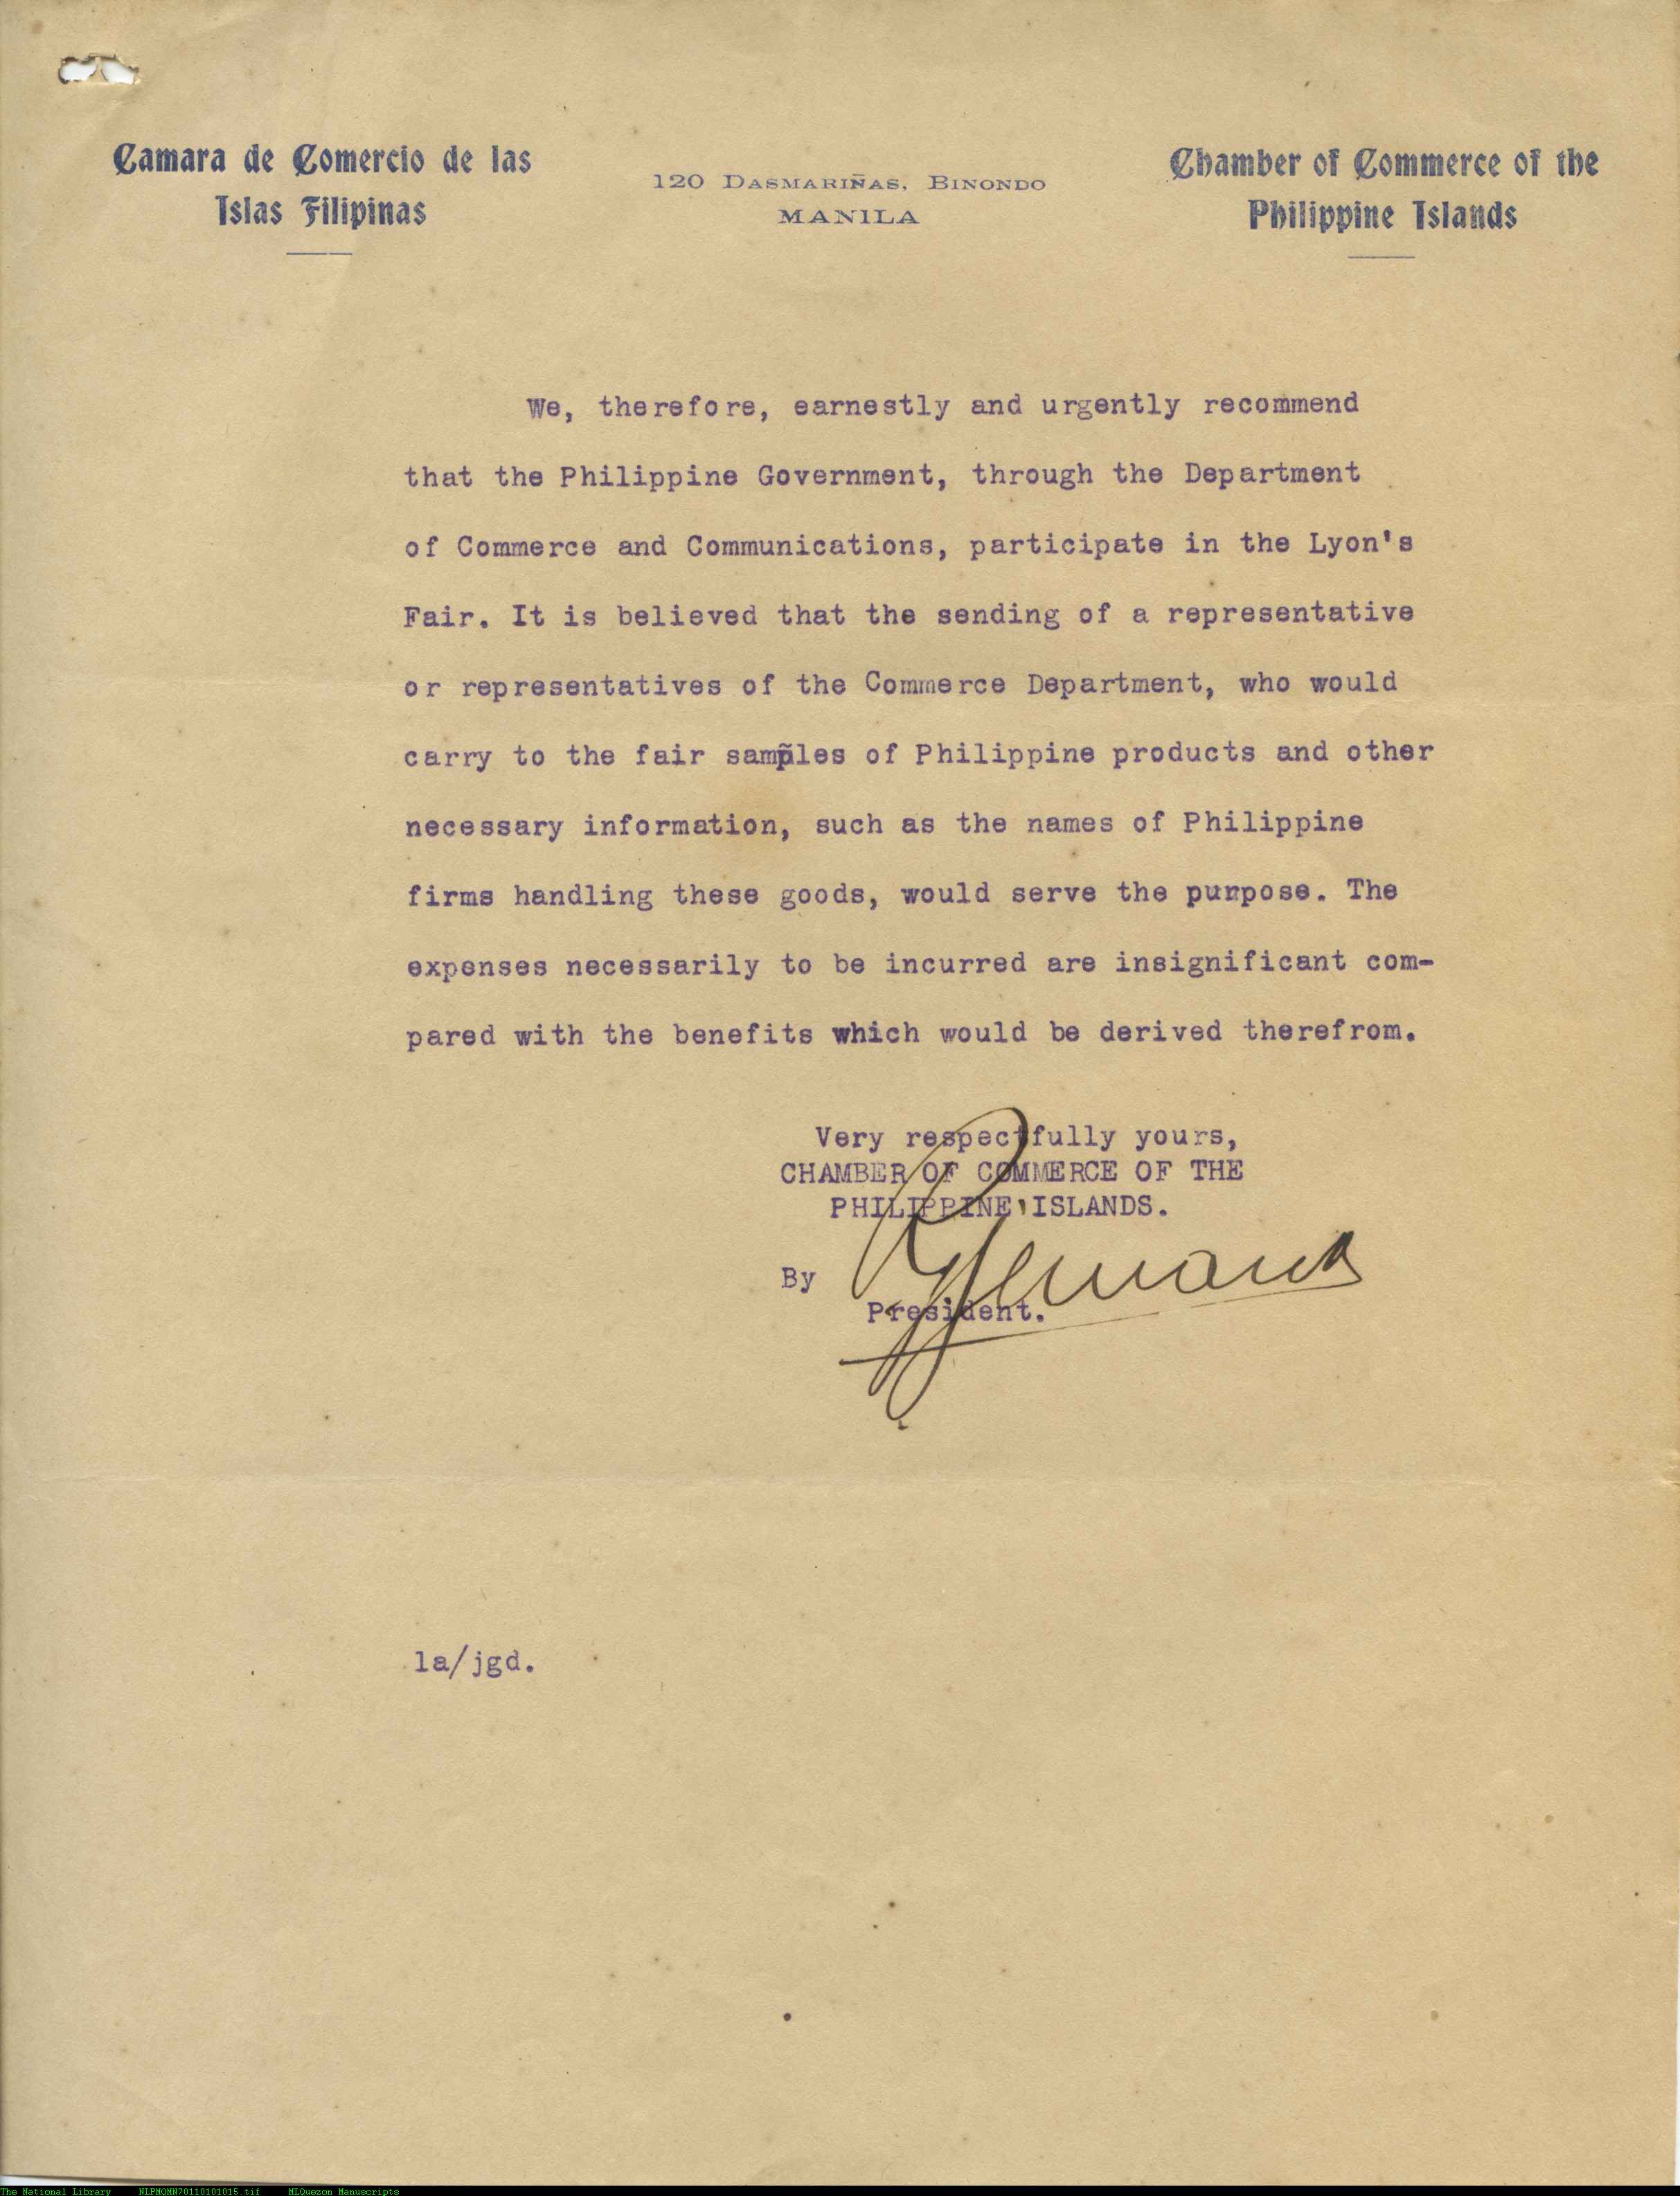 Camara de Comercio de las
Islas Filipinas
120 DASMARIÑAS, BINONDO
MANILA
Chamber of Commerce of the
Philippine Islands
We, therefore, earnestly and urgently recommend
that the Philippine Government, through the Department
of Commerce and Communications, participate in the Lyon's
Fair. It is believed that the sending of a representative
or representatives of the Commerce Department, who would
carry to the fair samples of Philippine products and other
necessary information, such as the names of Philippine
firms handling these goods, would serve the purpose. The
expenses necessarily to be incurred are insignificant com-
pared with the benefits which would be derived therefrom.
Very respectfully yours,
CHAMBER OF COMMERCE OF THE
PHILIPPINE ISLANDS.
By
President.
la/jgd.
The National Library NLPMQMN70110101015.tif MLQuezon Manuscripts